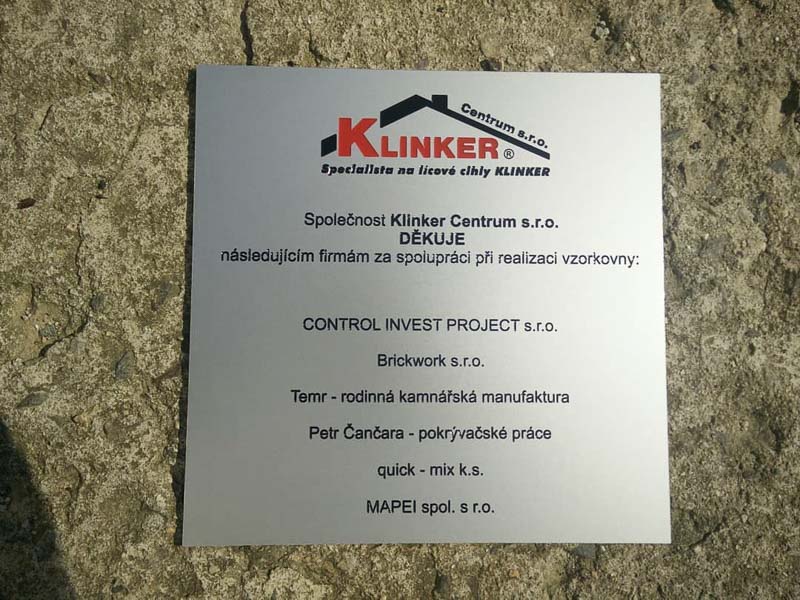 Centrum s.r.o.
KLINKER ®
Specialista na lícové cihly KLINKER
Společnost Klinker Centrum s.r.o.
DĚKUJE
následujícím firmám za spolupráci při realizaci vzorkovny:
CONTROL INVEST PROJECT s.r.o.
Brickwork s.r.o.
Temr - rodinná kamnářská manufaktura
Petr Čančara - pokrývačské práce
quick - mix k.s.
MAPEI spol. s r.o.